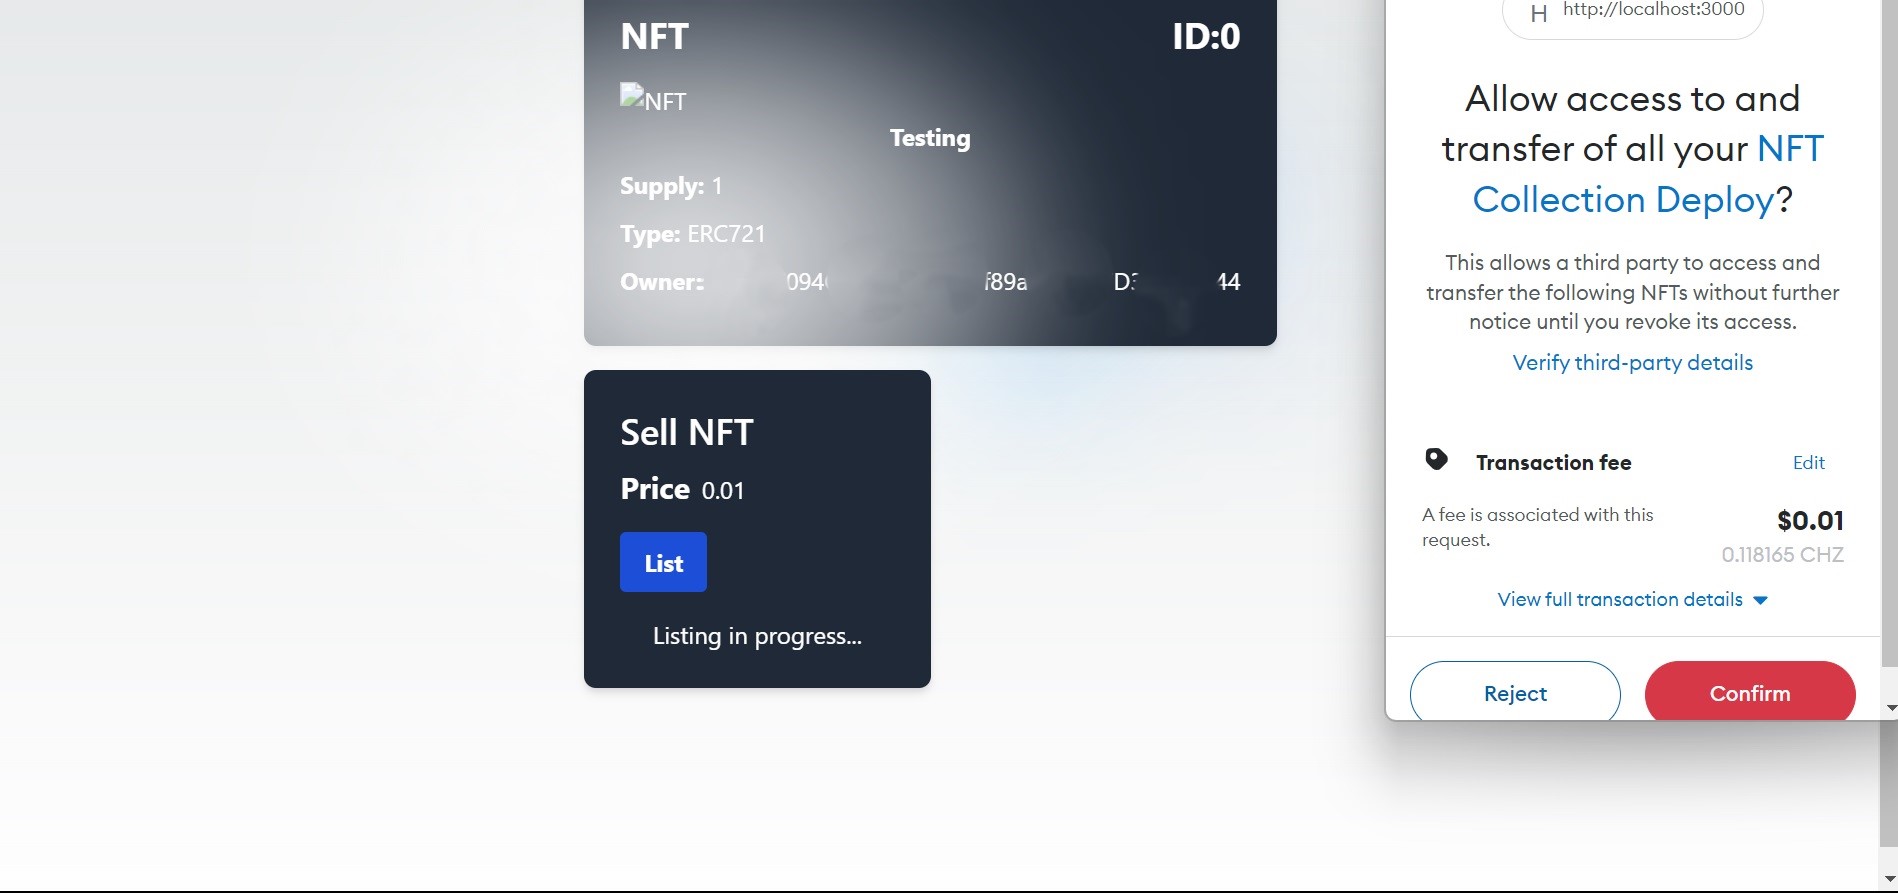 NFT ID:0
NFT
Testing
Supply: 1
Type: ERC721
Owner: 094 f89a D 44
Sell NFT
Price 0.01
List
Listing in progress...
H http://localhost:3000
Allow access to and
transfer of all your NFT
Collection Deploy?
This allows a third party to access and
transfer the following NFTs without further
notice until you revoke its access.
Verify third-party details
Transaction fee Edit
A fee is associated with this
request.
$0.01
0.118165 CHZ
View full transaction details
Reject Confirm